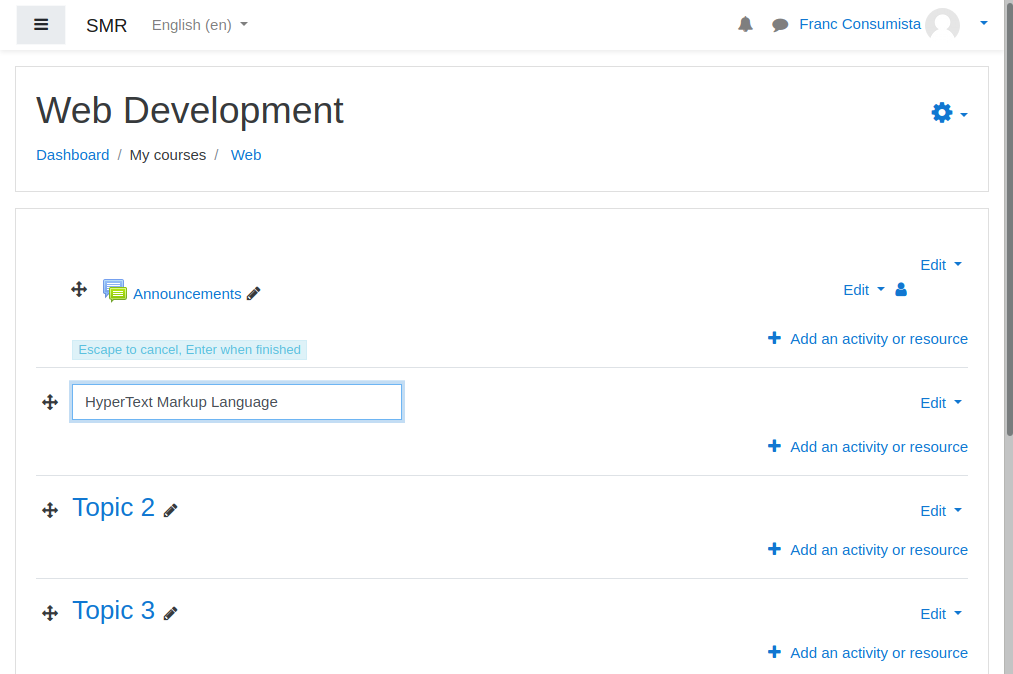 SMR English (en) Franc Consumista
Web Development
Dashboard / My courses / Web
Edit
Announcements Edit
Add an activity or resource
Escape to cancel, Enter when finished
HyperText Markup Language Edit
Add an activity or resource
Topic 2 Edit
Add an activity or resource
Topic 3 Edit
Add an activity or resource